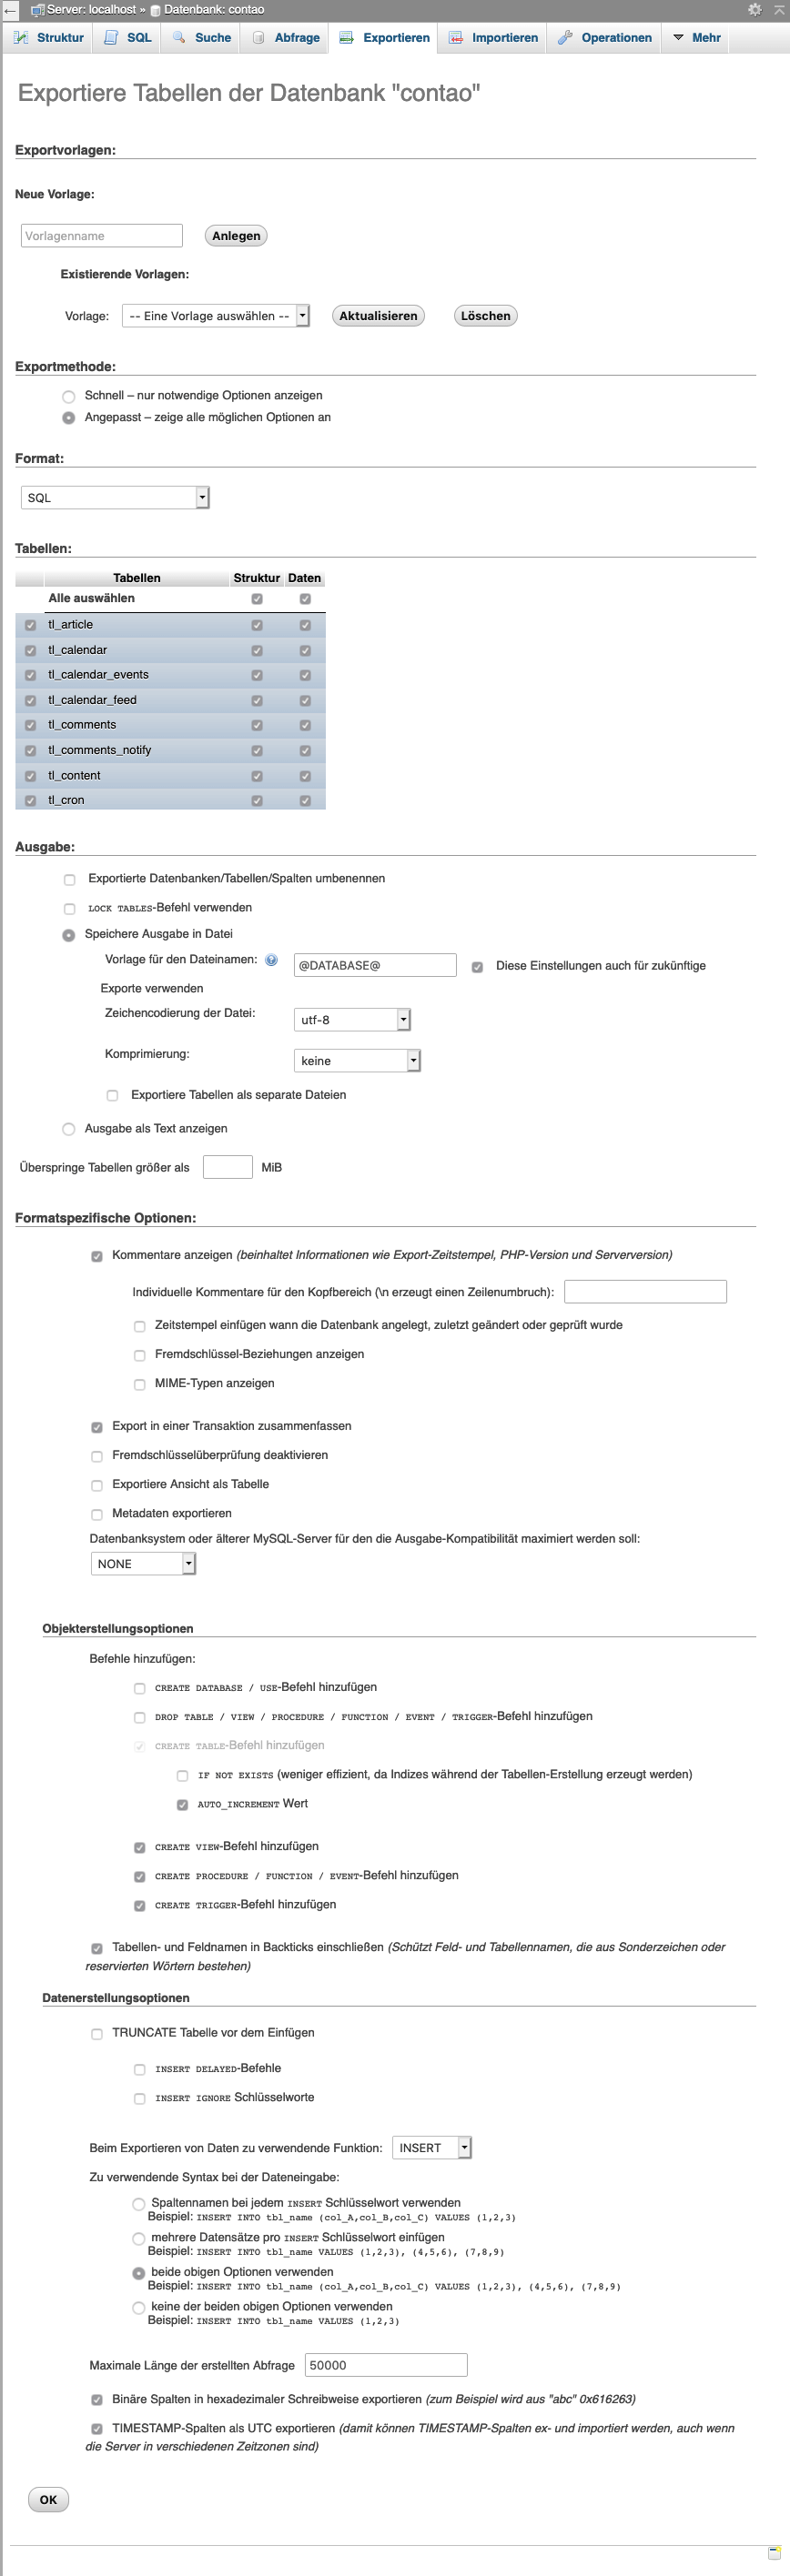 Server: localhost » Datenbank: contao
Struktur SQL Suche Abfrage Exportieren Importieren Operationen Mehr
Exportiere Tabellen der Datenbank "contao"
Exportvorlagen:
Neue Vorlage:
Vorlagenname Anlegen
Existierende Vorlagen:
Vorlage: -- Eine Vorlage auswählen -- Aktualisieren Löschen
Exportmethode:
Schnell – nur notwendige Optionen anzeigen
Angepasst – zeige alle möglichen Optionen an
Format:
SQL
Tabellen:
Tabellen Struktur Daten
Alle auswählen
tl_article
tl_calendar
tl_calendar_events
tl_calendar_feed
tl_comments
tl_comments_notify
tl_content
tl_cron
Ausgabe:
Exportierte Datenbanken/Tabellen/Spalten umbenennen
LOCK TABLES-Befehl verwenden
Speichere Ausgabe in Datei
Vorlage für den Dateinamen: @DATABASE@ Diese Einstellungen auch für zukünftige
Exporte verwenden
Zeichencodierung der Datei: utf-8
Komprimierung: keine
Exportiere Tabellen als separate Dateien
Ausgabe als Text anzeigen
Überspringe Tabellen größer als MiB
Formatspezifische Optionen:
Kommentare anzeigen (beinhaltet Informationen wie Export-Zeitstempel, PHP-Version und Serverversion)
Individuelle Kommentare für den Kopfbereich (\n erzeugt einen Zeilenumbruch):
Zeitstempel einfügen wann die Datenbank angelegt, zuletzt geändert oder geprüft wurde
Fremdschlüssel-Beziehungen anzeigen
MIME-Typen anzeigen
Export in einer Transaktion zusammenfassen
Fremdschlüsselüberprüfung deaktivieren
Exportiere Ansicht als Tabelle
Metadaten exportieren
Datenbanksystem oder älterer MySQL-Server für den die Ausgabe-Kompatibilität maximiert werden soll:
NONE
Objekterstellungsoptionen
Befehle hinzufügen:
CREATE DATABASE / USE-Befehl hinzufügen
DROP TABLE / VIEW / PROCEDURE / FUNCTION / EVENT / TRIGGER-Befehl hinzufügen
CREATE TABLE-Befehl hinzufügen
IF NOT EXISTS (weniger effizient, da Indizes während der Tabellen-Erstellung erzeugt werden)
AUTO_INCREMENT Wert
CREATE VIEW-Befehl hinzufügen
CREATE PROCEDURE / FUNCTION / EVENT-Befehl hinzufügen
CREATE TRIGGER-Befehl hinzufügen
Tabellen- und Feldnamen in Backticks einschließen (Schützt Feld- und Tabellennamen, die aus Sonderzeichen oder
reservierten Wörtern bestehen)
Datenerstellungsoptionen
TRUNCATE Tabelle vor dem Einfügen
INSERT DELAYED-Befehle
INSERT IGNORE Schlüsselworte
Beim Exportieren von Daten zu verwendende Funktion: INSERT
Zu verwendende Syntax bei der Dateneingabe:
Spaltennamen bei jedem INSERT Schlüsselwort verwenden
Beispiel: INSERT INTO tbl_name (col_A,col_B,col_C) VALUES (1,2,3)
mehrere Datensätze pro INSERT Schlüsselwort einfügen
Beispiel: INSERT INTO tbl_name VALUES (1,2,3), (4,5,6), (7,8,9)
beide obigen Optionen verwenden
Beispiel: INSERT INTO tbl_name (col_A,col_B,col_C) VALUES (1,2,3), (4,5,6), (7,8,9)
keine der beiden obigen Optionen verwenden
Beispiel: INSERT INTO tbl_name VALUES (1,2,3)
Maximale Länge der erstellten Abfrage 50000
Binäre Spalten in hexadezimaler Schreibweise exportieren (zum Beispiel wird aus "abc" 0x616263)
TIMESTAMP-Spalten als UTC exportieren (damit können TIMESTAMP-Spalten ex- und importiert werden, auch wenn
die Server in verschiedenen Zeitzonen sind)
OK